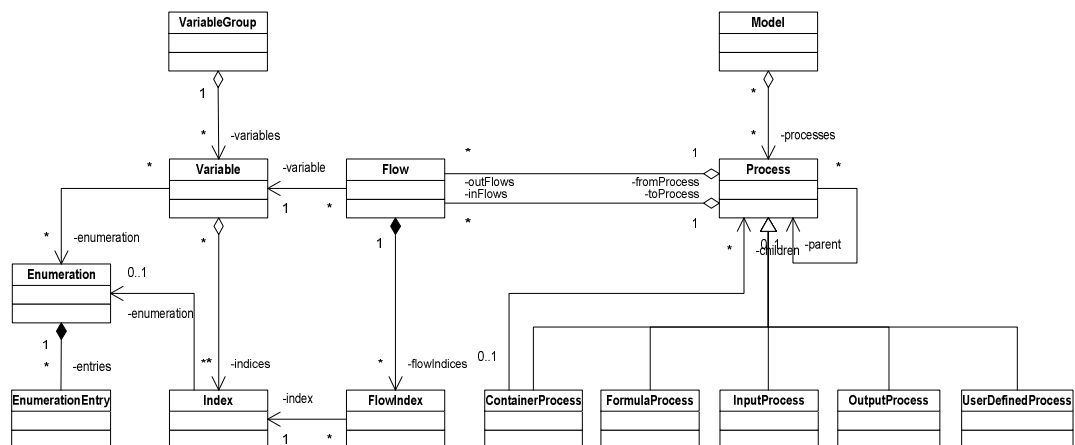 VariableGroup
Model
1
*
*
-variables
*
-processes
*
Variable
-variable
Flow
*
1
Process
*
-outFlows
-fromProcess
-inFlows
-toProcess
1
*
*
1
*
1
*
0..1
-parent
-children
*
-enumeration
Enumeration
0..1
-enumeration
1
*
-entries
**
-indices
*
-flowIndices
0..1
EnumerationEntry
Index
-index
FlowIndex
ContainerProcess
FormulaProcess
InputProcess
OutputProcess
UserDefinedProcess
1
*